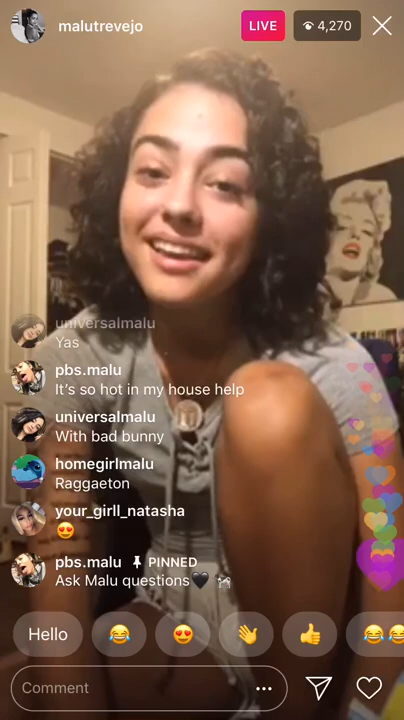 malutrevejo
LIVE
4,270
universalmalu
Yas
pbs.malu
It's so hot in my house help
universalmalu
With bad bunny
homegirlmalu
Raggaeton
your_girll_natasha
😍
pbs.malu 📌 PINNED
Ask Malu questions🖤
Hello
😂
😍
👋
👍
😂😂
Comment